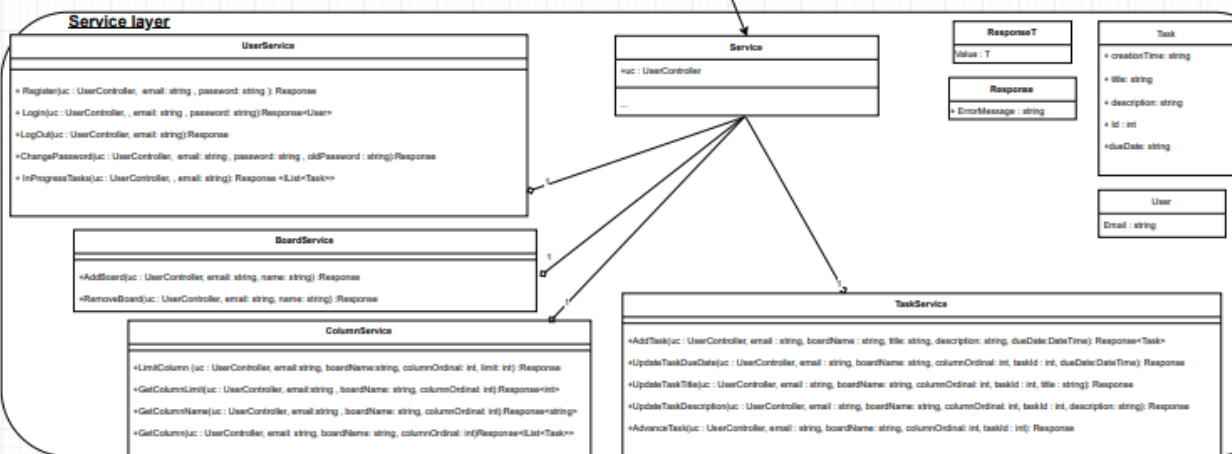 Service layer
UserService
+ Register(uc : UserController, email: string , password: string ): Response
+ Login(uc : UserController, , email: string , password: string):Response<User>
+LogOut(uc : UserController, email: string):Response
+ChangePassword(uc : UserController, email: string , password: string , oldPassword : string):Response
+ InProgressTasks(uc : UserController, , email: string): Response <IList<Task>>
Service
+uc : UserController
...
ResponseT
Value : T
Response
+ ErrorMessage : string
Task
+ creationTime: string
+ title: string
+ description: string
+ Id : int
+dueDate: string
User
Email : string
1
1
1
1
BoardService
+AddBoard(uc : UserController, email: string, name: string) :Response
+RemoveBoard(uc : UserController, email: string, name: string) :Response
ColumnService
+LimitColumn (uc : UserController, email:string, boardName:string, columnOrdinal: int, limit: int) :Response
+GetColumnLimit(uc : UserController, email:string , boardName: string, columnOrdinal: int):Response<int>
+GetColumnName(uc : UserController, email:string , boardName: string, columnOrdinal: int):Response<string>
+GetColumn(uc : UserController, email: string, boardName: string, columnOrdinal: int)Response<IList<Task>>
TaskService
+AddTask(uc : UserController, email : string, boardName : string, title: string, description: string, dueDate:DateTime): Response<Task>
+UpdateTaskDueDate(uc : UserController, email : string, boardName: string, columnOrdinal: int, taskId : int, dueDate:DateTime): Response
+UpdateTaskTitle(uc : UserController, email : string, boardName: string, columnOrdinal: int, taskId : int, title : string): Response
+UpdateTaskDescription(uc : UserController, email : string, boardName: string, columnOrdinal: int, taskId : int, description: string): Response
+AdvanceTask(uc : UserController, email : string, boardName: string, columnOrdinal: int, taskId : int): Response